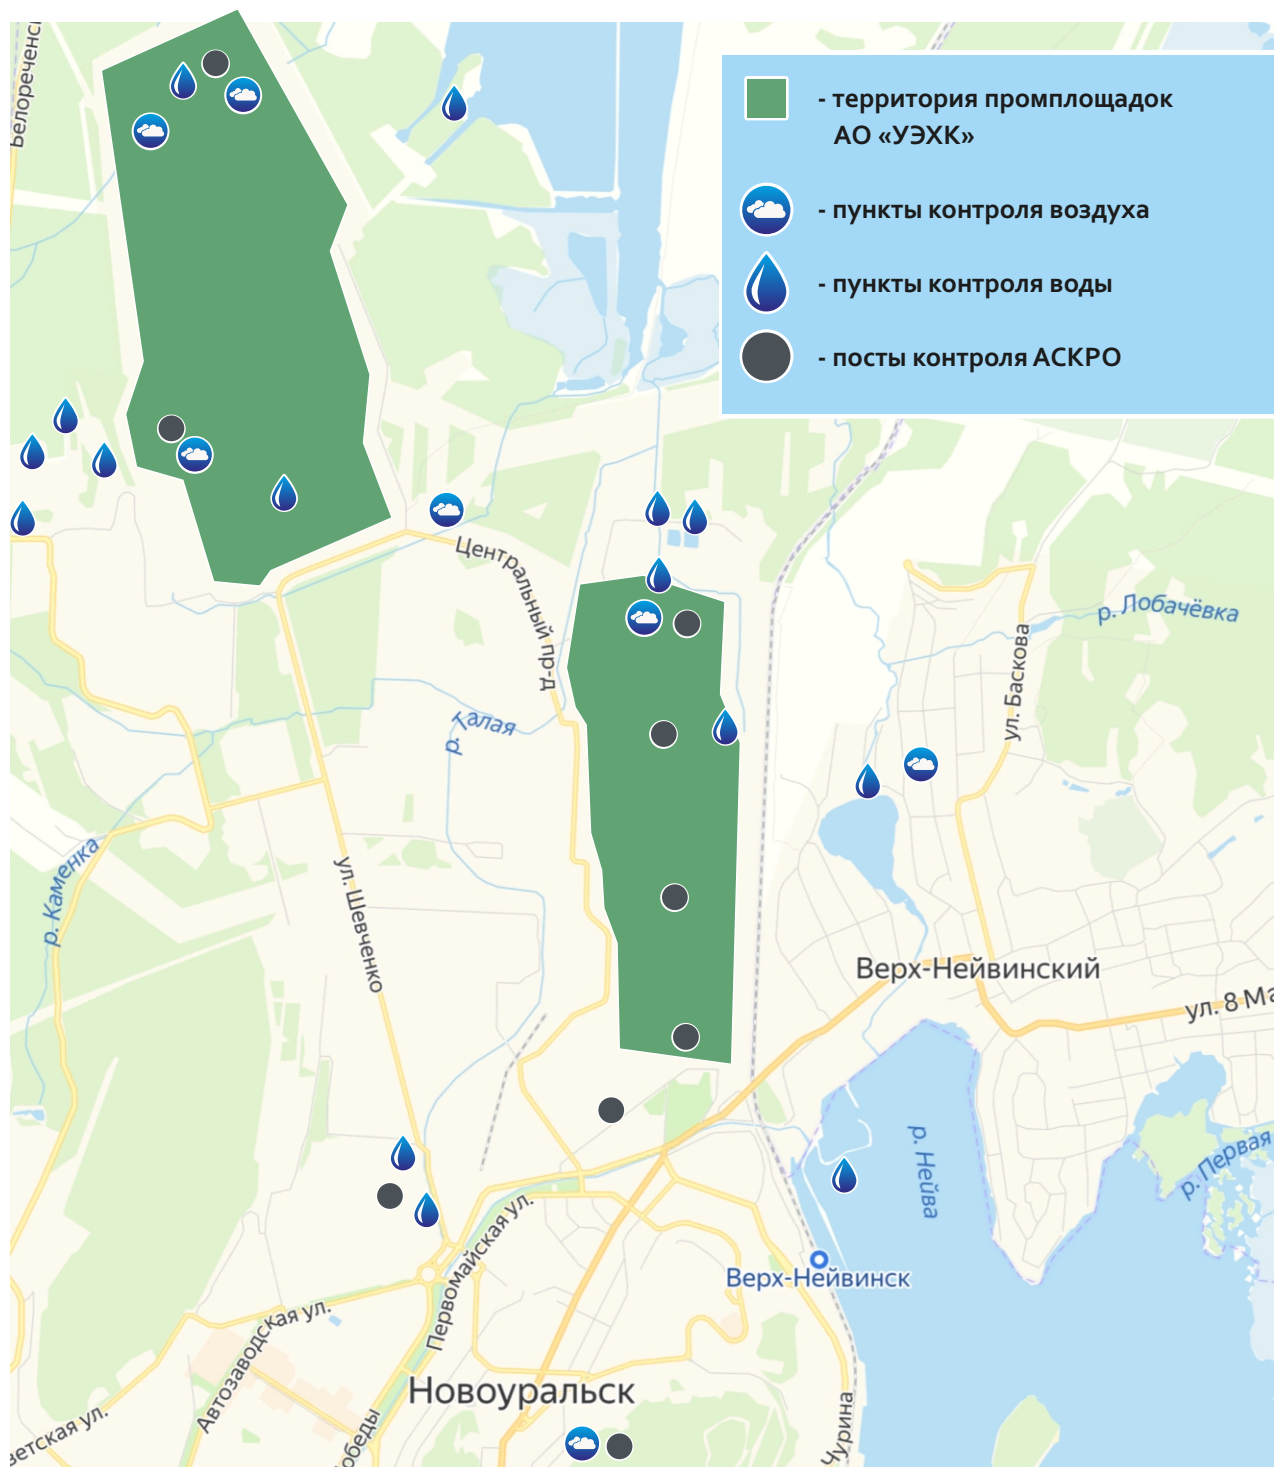 Белореченс
- территория промплощадок
АО «УЭХК»
- пункты контроля воздуха
- пункты контроля воды
- посты контроля АСКРО
Центральный пр-д
р. Лобачёвка
ул. Баскова
р. Талая
р. Каменка
ул. Шевченко
Верх-Нейвинский
ул. 8 Ма
р. Нейва
р. Первая
Первомайская ул.
Верх-Нейвинск
Автозаводская ул.
Новоуральск
ветская ул.
обеды
Чурина